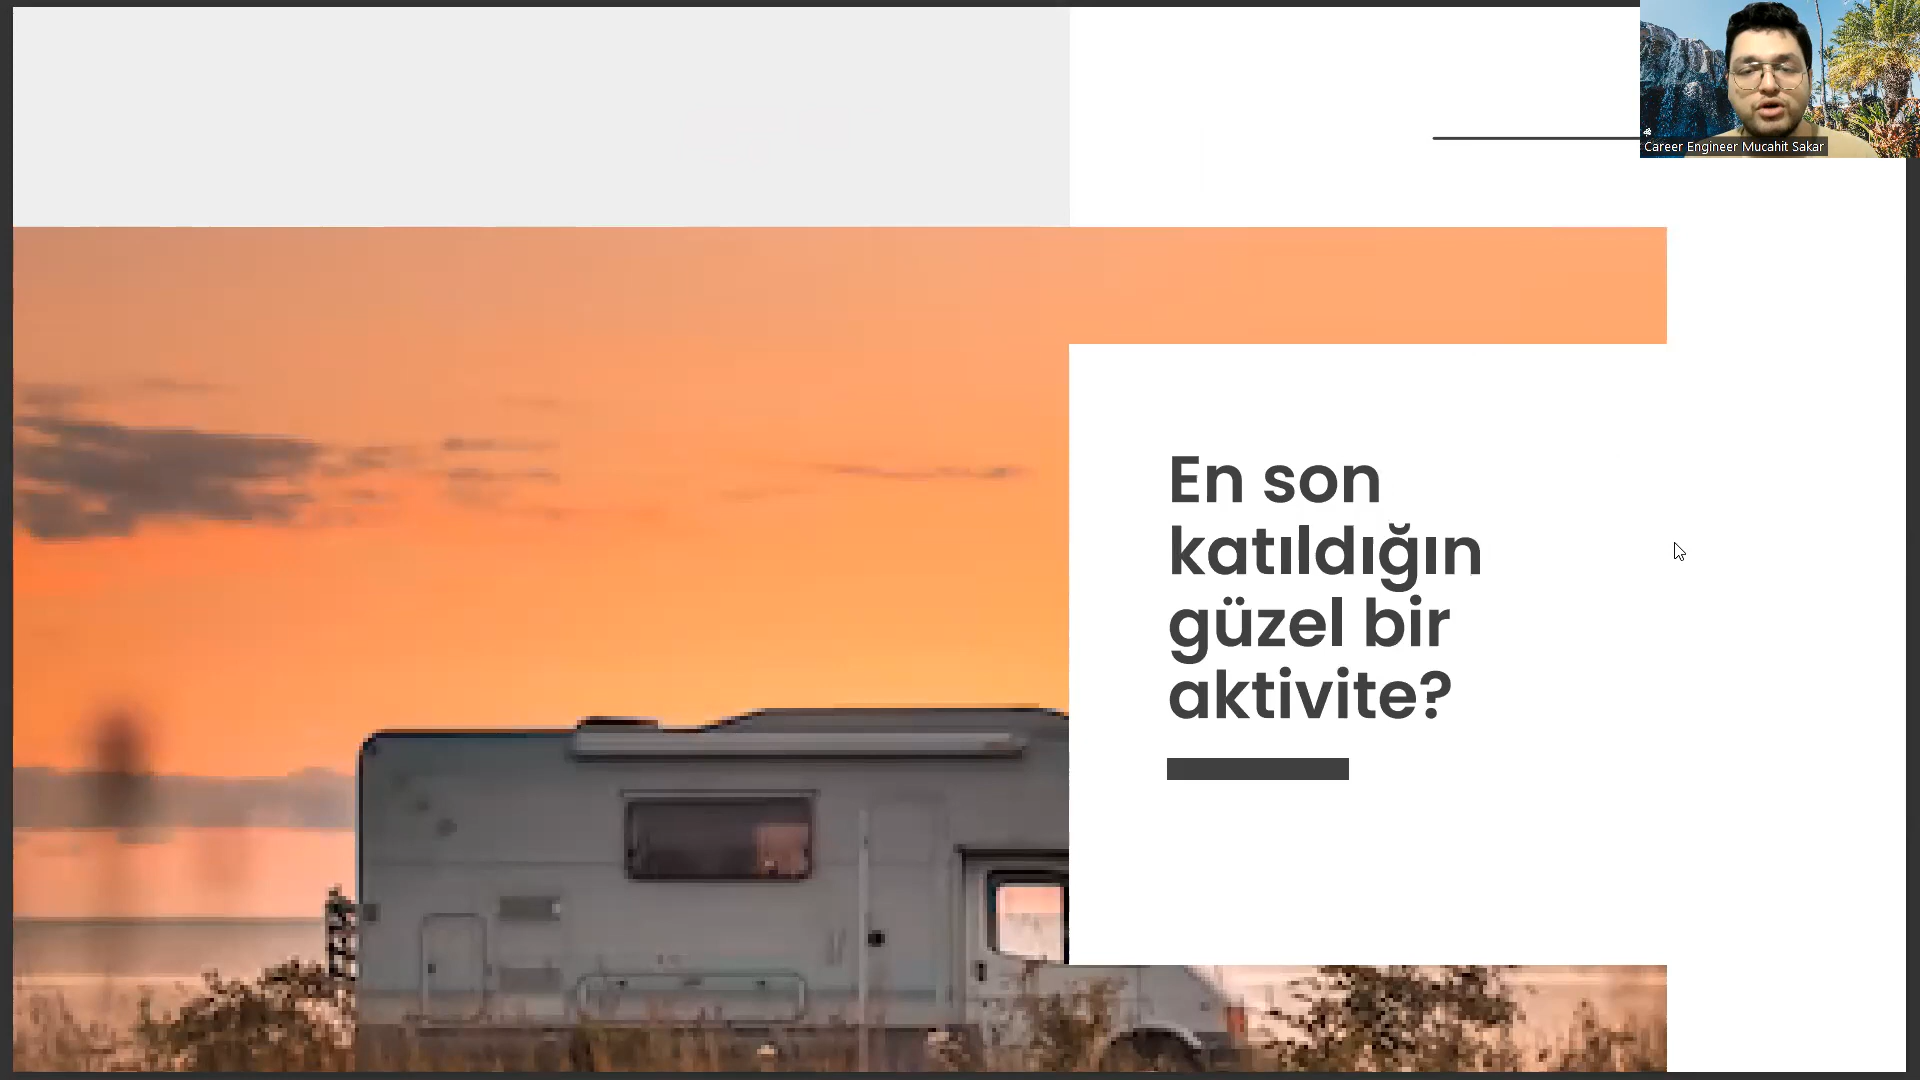 Career Engineer Mucahit Sakar
En son
katıldığın
güzel bir
aktivite?